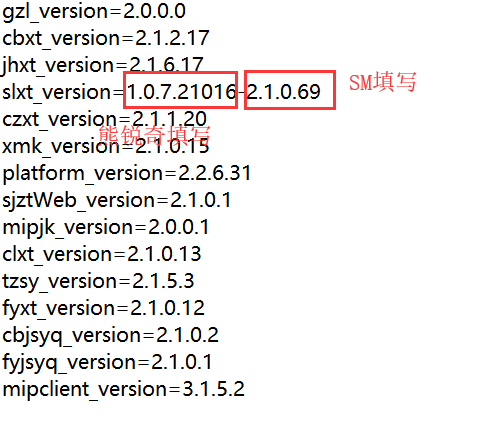 gzl_version=2.0.0.0
cbxt_version=2.1.2.17
jhxt_version=2.1.6.17
slxt_version=1.0.7.21016-2.1.0.69 SM填写
czxt_version=2.1.1.20
熊锐奇填写
xmk_version=2.1.0.15
platform_version=2.2.6.31
sjztWeb_version=2.1.0.1
mipjk_version=2.0.0.1
clxt_version=2.1.0.13
tzsy_version=2.1.5.3
fyxt_version=2.1.0.12
cbjsyq_version=2.1.0.2
fyjsyq_version=2.1.0.1
mipclient_version=3.1.5.2